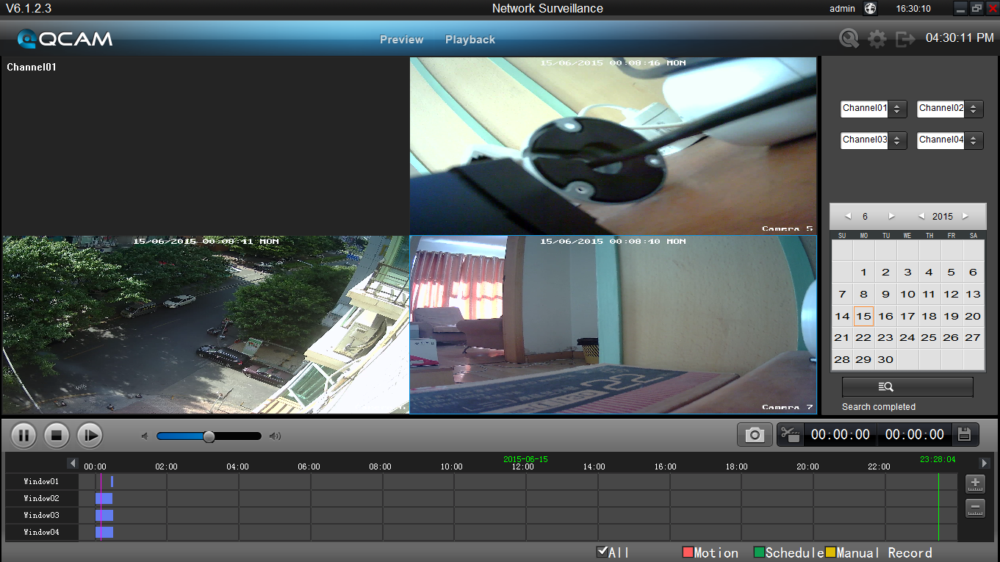 V6.1.2.3 Network Surveillance admin 16:30:10
QCAM Preview Playback 04:30:11 PM
Channel01
15/06/2015 00:08:46 MON
Camera 5
15/06/2015 00:08:41 MON
15/06/2015 00:08:40 MON
Camera 7
Channel01 Channel02
Channel03 Channel04
6 2015
SU MO TU WE TH FR SA
1 2 3 4 5 6
7 8 9 10 11 12 13
14 15 16 17 18 19 20
21 22 23 24 25 26 27
28 29 30
Search completed
00:00:00 00:00:00
2015-06-15 23:28:04
00:00 02:00 04:00 06:00 08:00 10:00 12:00 14:00 16:00 18:00 20:00 22:00
Window01
Window02
Window03
Window04
All Motion Schedule Manual Record